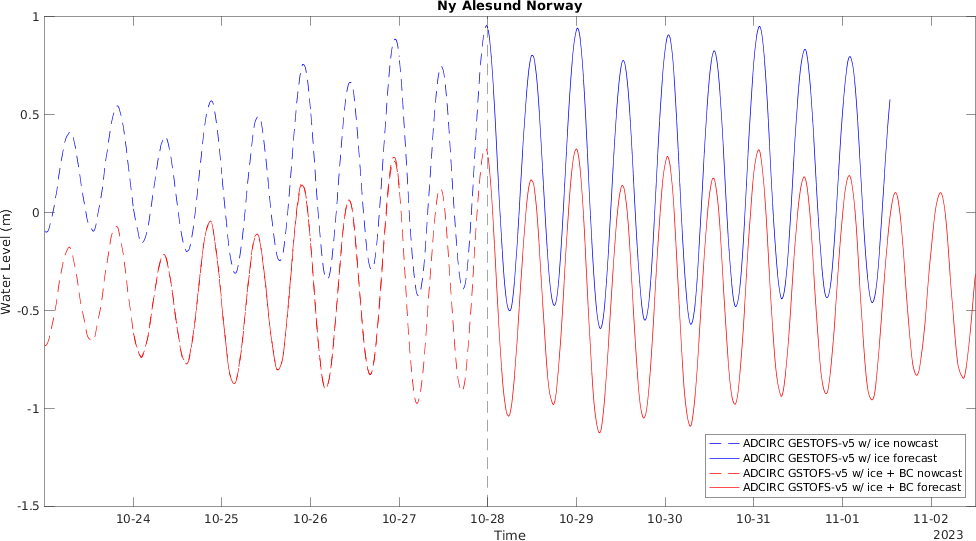 Ny Alesund Norway
Water Level (m)
1
0.5
0
-0.5
-1
-1.5
ADCIRC GESTOFS-v5 w/ ice nowcast
ADCIRC GESTOFS-v5 w/ ice forecast
ADCIRC GSTOFS-v5 w/ ice + BC nowcast
ADCIRC GSTOFS-v5 w/ ice + BC forecast
10-24 10-25 10-26 10-27 10-28 10-29 10-30 10-31 11-01 11-02
Time
2023